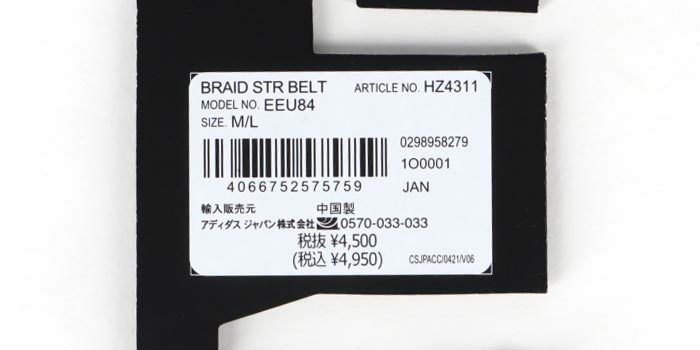 BRAID STR BELT ARTICLE NO. HZ4311
MODEL NO. EEU84
SIZE. M/L
0298958279
1O0001
4066752575759 JAN
輸入販売元 中国製
アディダス ジャパン株式会社 0570-033-033
税抜 ¥4,500
(税込 ¥4,950) CSJPACC/0421/V06